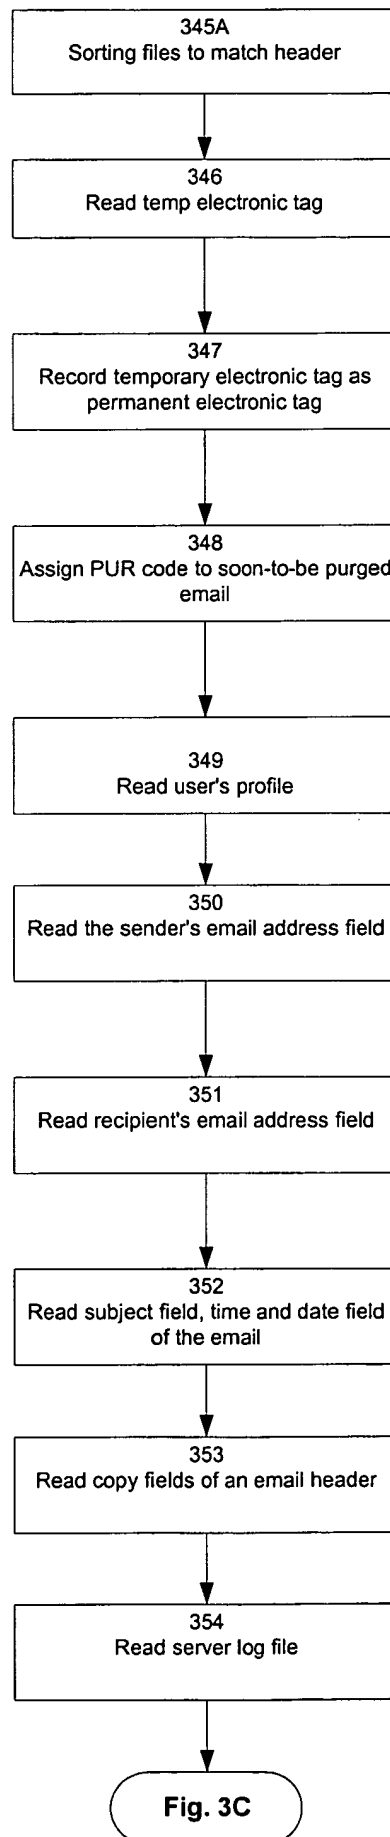 345A
Sorting files to match header
346
Read temp electronic tag
347
Record temporary electronic tag as
permanent electronic tag
348
Assign PUR code to soon-to-be purged
email
349
Read user's profile
350
Read the sender's email address field
351
Read recipient's email address field
352
Read subject field, time and date field
of the email
353
Read copy fields of an email header
354
Read server log file
Fig. 3C